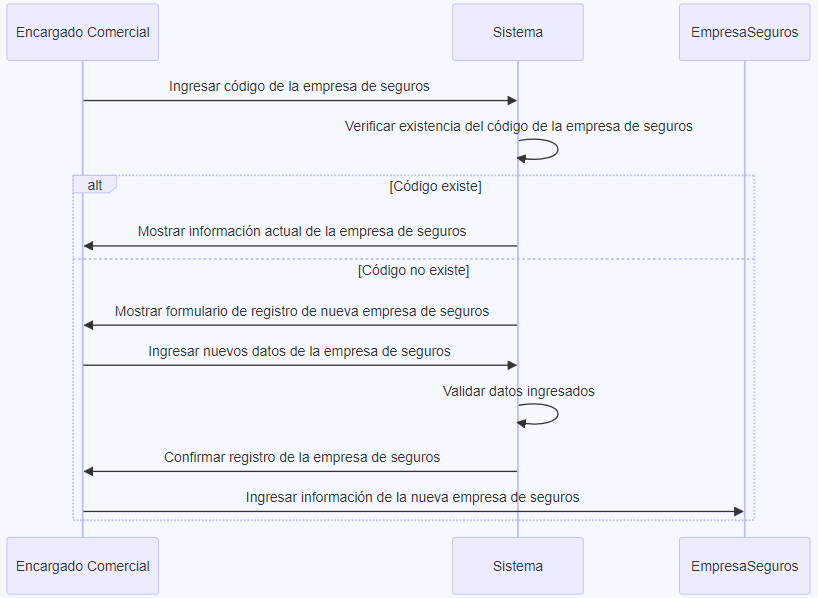 Encargado Comercial
Sistema
EmpresaSeguros
Ingresar código de la empresa de seguros
Verificar existencia del código de la empresa de seguros
alt
[Código existe]
Mostrar información actual de la empresa de seguros
[Código no existe]
Mostrar formulario de registro de nueva empresa de seguros
Ingresar nuevos datos de la empresa de seguros
Validar datos ingresados
Confirmar registro de la empresa de seguros
Ingresar información de la nueva empresa de seguros
Encargado Comercial
Sistema
EmpresaSeguros